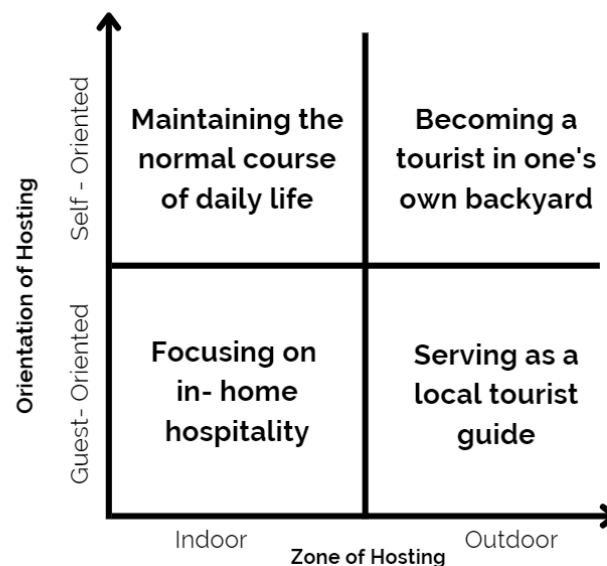 Orientation of Hosting
Self - Oriented
Guest- Oriented
Maintaining the
normal course
of daily life
Becoming a
tourist in one's
own backyard
Focusing on
in- home
hospitality
Serving as a
local tourist
guide
Indoor
Outdoor
Zone of Hosting